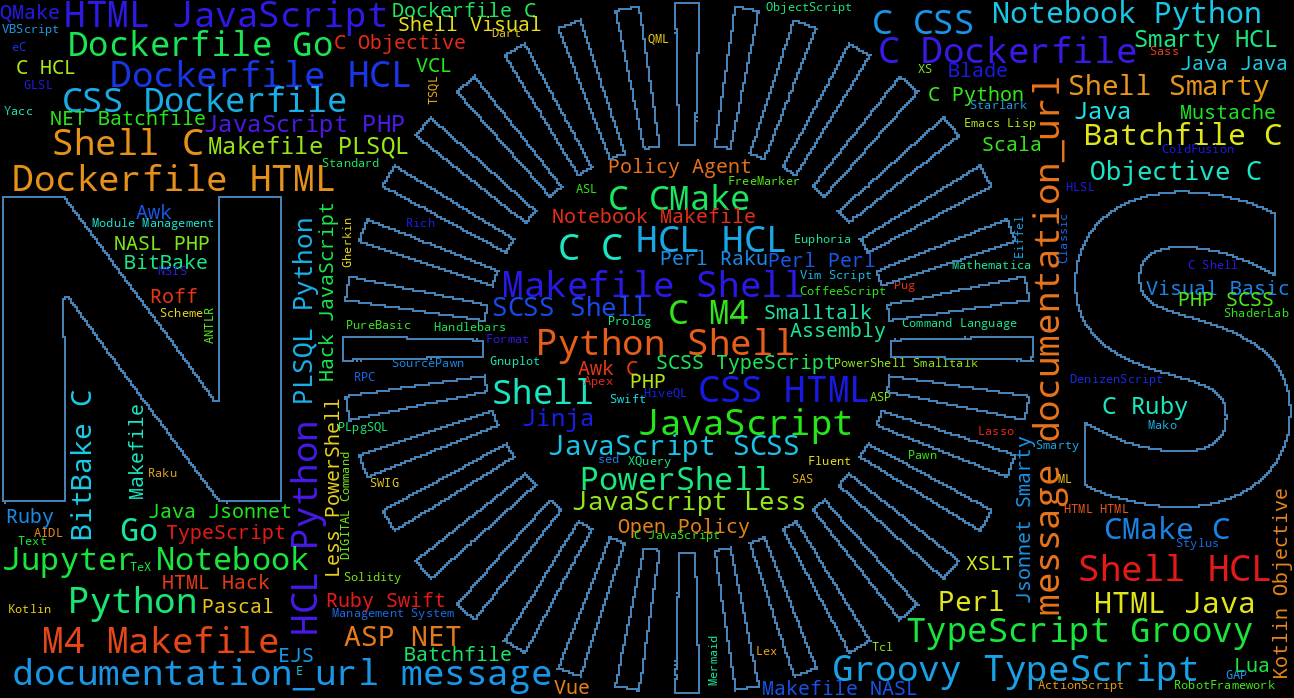 QMake
HTML JavaScript
Dockerfile C
ObjectScript
C CSS
Notebook Python
VBScript
Shell Visual
Dart
eC
Dockerfile Go
C Objective
QML
C Dockerfile
Smarty HCL
Sass
C HCL
Dockerfile HCL
VCL
XS
Blade
Java Java
GLSL
CSS Dockerfile
TSQL
C Python
Shell Smarty
Starlark
Yacc
NET Batchfile
JavaScript PHP
Java
Mustache
Emacs Lisp
Shell C
Makefile PLSQL
Scala
Batchfile C
ColdFusion
Standard
Policy Agent
Objective C
Dockerfile HTML
ASL
FreeMarker
HLSL
C CMake
Awk
Module Management
Notebook Makefile
Rich
Gherkin
Eiffel
Classic
NASL PHP
C C
HCL HCL
Euphoria
BitBake
NSIS
Perl Raku
Perl Perl
Mathematica
C Shell
Vim Script
Roff
Makefile Shell
CoffeeScript
Pug
Visual Basic
PHP SCSS
Scheme
SCSS Shell
C M4
Smalltalk
ShaderLab
ANTLR
PureBasic
Handlebars
Prolog
Assembly
Command Language
PLSQL Python
Hack JavaScript
Format
Python Shell
SourcePawn
Gnuplot
SCSS TypeScript
PowerShell Smalltalk
RPC
Awk C
Apex
PHP
CSS HTML
DenizenScript
Shell
Swift
HiveQL
ASP
documentation_url
C Ruby
BitBake C
Makefile
Jinja
JavaScript
Mako
PLpgSQL
Lasso
JavaScript SCSS
Smarty
sed
XQuery
Fluent
Pawn
Raku
SWIG
PowerShell
SAS
ML
HCL Python
Less PowerShell
DIGITAL Command
JavaScript Less
Java Jsonnet
HTML HTML
Ruby
AIDL
Go
TypeScript
Open Policy
C JavaScript
CMake C
Text
Stylus
Jupyter Notebook
TeX
XSLT
Jsonnet Smarty
message
Shell HCL
HTML Hack
Solidity
Kotlin
Python
Pascal
Ruby Swift
Management System
Perl
HTML Java
Kotlin Objective
M4 Makefile
ASP NET
TypeScript Groovy
EJS
Batchfile
Mermaid
Lex
Tcl
documentation_url message
E
Groovy TypeScript
Lua
GAP
Vue
Makefile NASL
ActionScript
RobotFramework